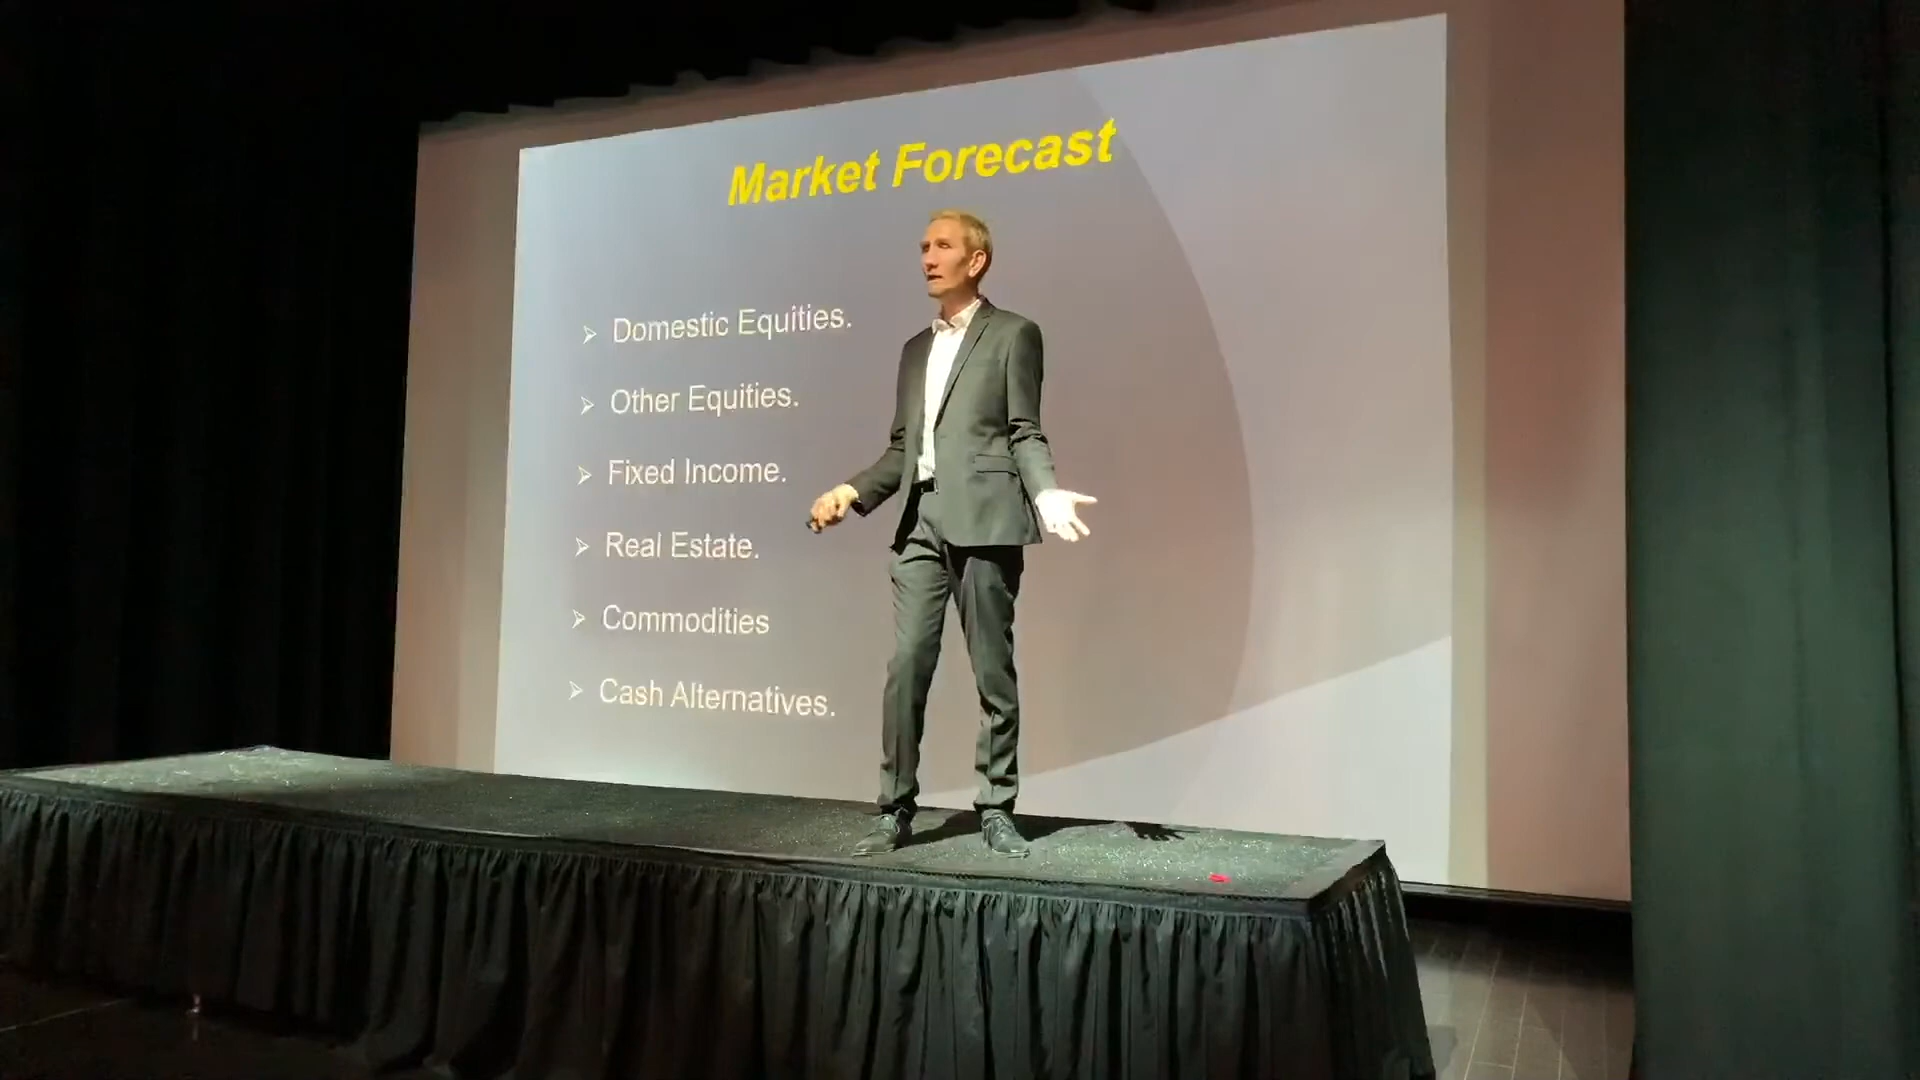 Market Forecast
Domestic Equities.
Other Equities.
Fixed Income.
Real Estate.
Commodities
Cash Alternatives.